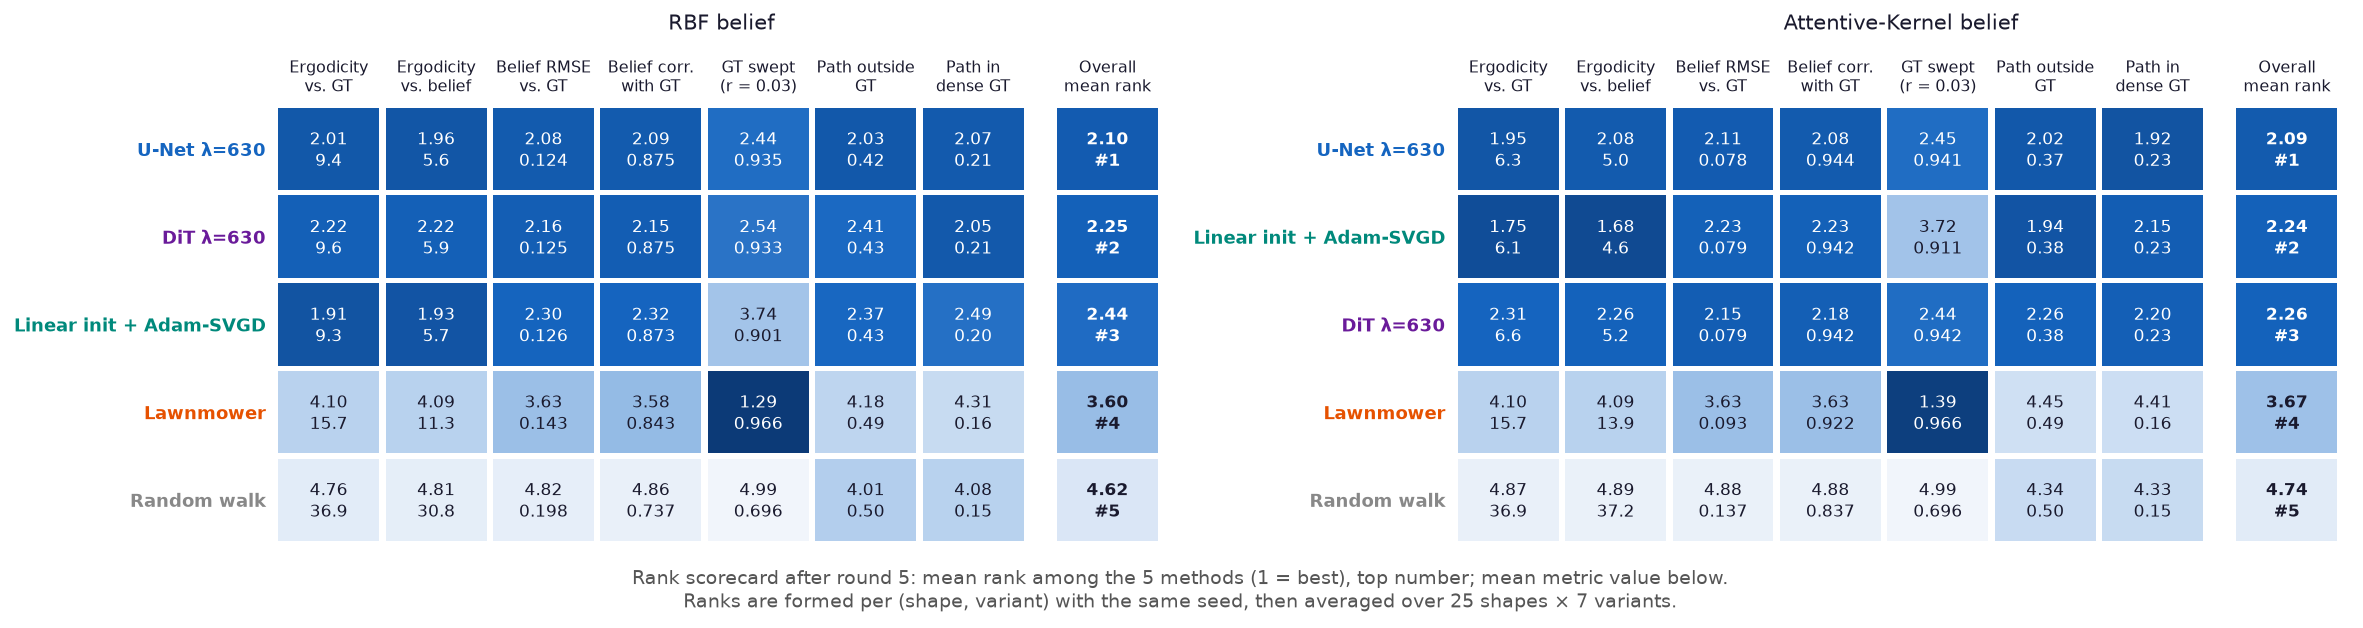 RBF belief
Ergodicity vs. GT
Ergodicity vs. belief
Belief RMSE vs. GT
Belief corr. with GT
GT swept (r = 0.03)
Path outside GT
Path in dense GT
Overall mean rank
U-Net λ=630
2.01 1.96 2.08 2.09 2.44 2.03 2.07 2.10
9.4 5.6 0.124 0.875 0.935 0.42 0.21 #1
DiT λ=630
2.22 2.22 2.16 2.15 2.54 2.41 2.05 2.25
9.6 5.9 0.125 0.875 0.933 0.43 0.21 #2
Linear init + Adam-SVGD
1.91 1.93 2.30 2.32 3.74 2.37 2.49 2.44
9.3 5.7 0.126 0.873 0.901 0.43 0.20 #3
Lawnmower
4.10 4.09 3.63 3.58 1.29 4.18 4.31 3.60
15.7 11.3 0.143 0.843 0.966 0.49 0.16 #4
Random walk
4.76 4.81 4.82 4.86 4.99 4.01 4.08 4.62
36.9 30.8 0.198 0.737 0.696 0.50 0.15 #5
Attentive-Kernel belief
Ergodicity vs. GT
Ergodicity vs. belief
Belief RMSE vs. GT
Belief corr. with GT
GT swept (r = 0.03)
Path outside GT
Path in dense GT
Overall mean rank
U-Net λ=630
1.95 2.08 2.11 2.08 2.45 2.02 1.92 2.09
6.3 5.0 0.078 0.944 0.941 0.37 0.23 #1
Linear init + Adam-SVGD
1.75 1.68 2.23 2.23 3.72 1.94 2.15 2.24
6.1 4.6 0.079 0.942 0.911 0.38 0.23 #2
DiT λ=630
2.31 2.26 2.15 2.18 2.44 2.26 2.20 2.26
6.6 5.2 0.079 0.942 0.942 0.38 0.23 #3
Lawnmower
4.10 4.09 3.63 3.63 1.39 4.45 4.41 3.67
15.7 13.9 0.093 0.922 0.966 0.49 0.16 #4
Random walk
4.87 4.89 4.88 4.88 4.99 4.34 4.33 4.74
36.9 37.2 0.137 0.837 0.696 0.50 0.15 #5
Rank scorecard after round 5: mean rank among the 5 methods (1 = best), top number; mean metric value below.
Ranks are formed per (shape, variant) with the same seed, then averaged over 25 shapes × 7 variants.